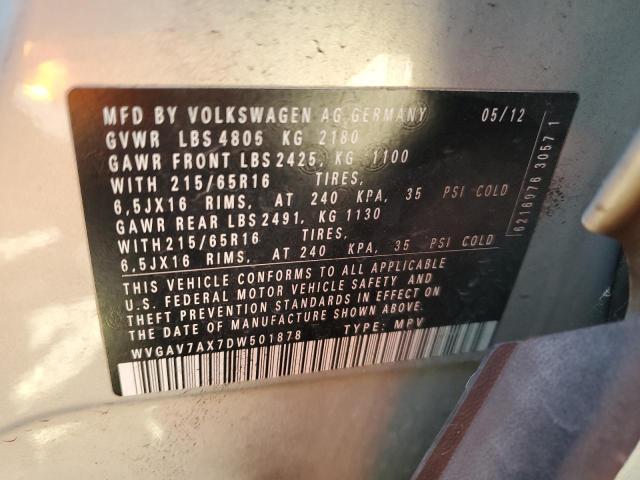 MFD BY VOLKSWAGEN AG GERMANY 05/12
GVWR LBS 4806 KG 2180
GAWR FRONT LBS 2425, KG 1100
WITH 215/65R16 TIRES,
6,5JX16 RIMS, AT 240 KPA, 35 PSI COLD
GAWR REAR LBS 2491, KG 1130
WITH 215/65R16 TIRES,
6,5JX16 RIMS, AT 240 KPA, 35 PSI COLD
THIS VEHICLE CONFORMS TO ALL APPLICABLE
U.S. FEDERAL MOTOR VEHICLE SAFETY AND
THEFT PREVENTION STANDARDS IN EFFECT ON
THE DATE OF MANUFACTURE SHOWN ABOVE.
WVGAV7AX7DW501878 TYPE: MPV
6216976 30571